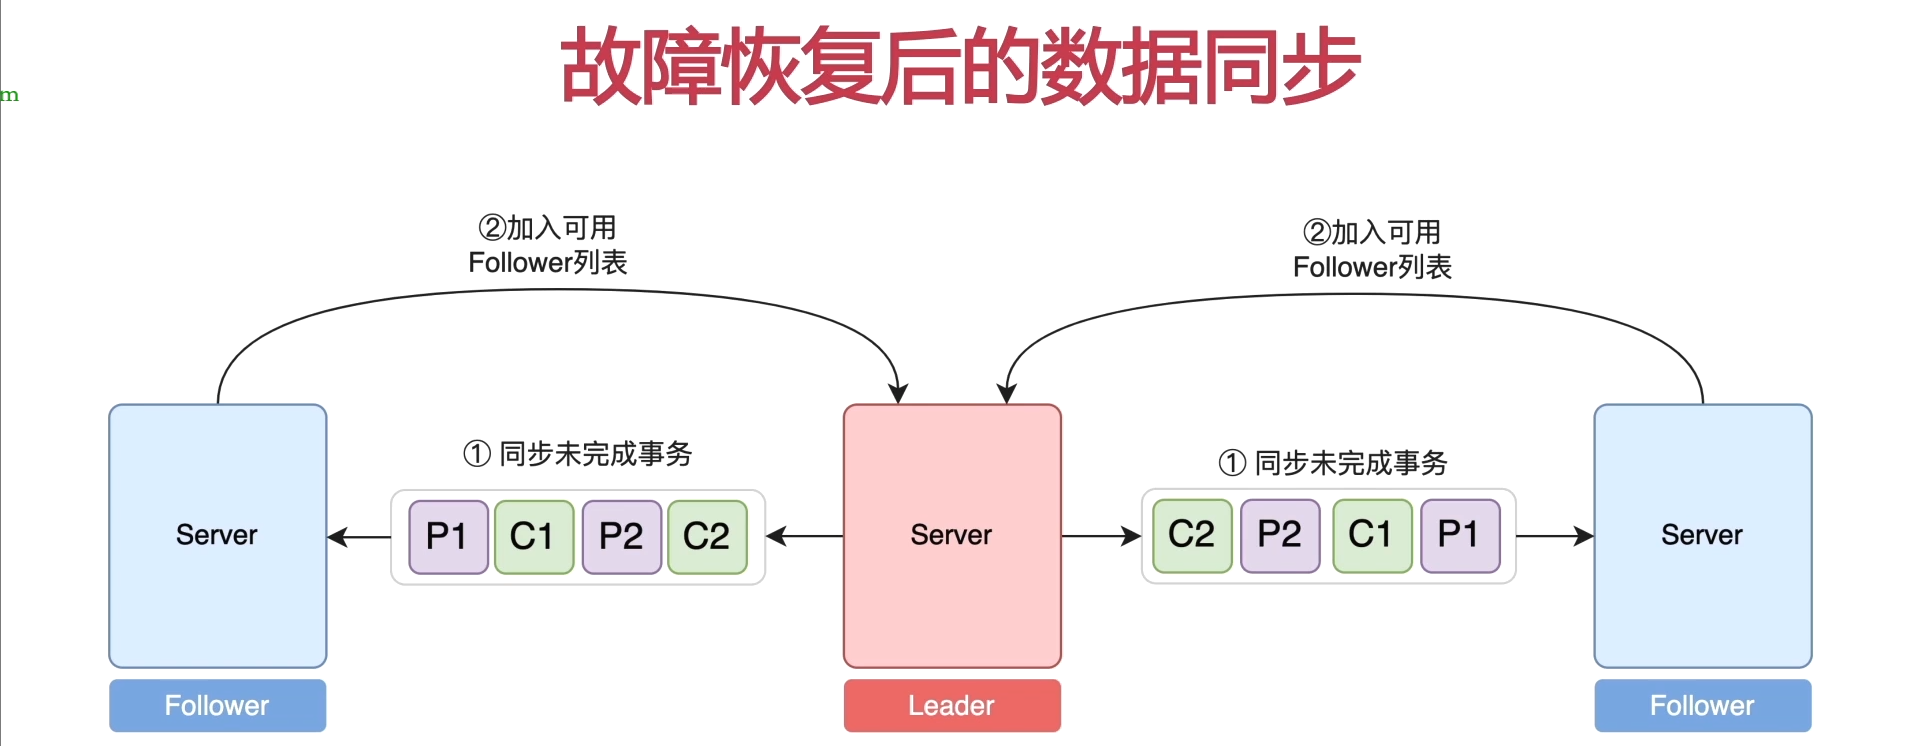 故障恢复后的数据同步
m
②加入可用
Follower列表
②加入可用
Follower列表
① 同步未完成事务
① 同步未完成事务
Server
P1 C1 P2 C2
Server
C2 P2 C1 P1
Server
Follower
Leader
Follower